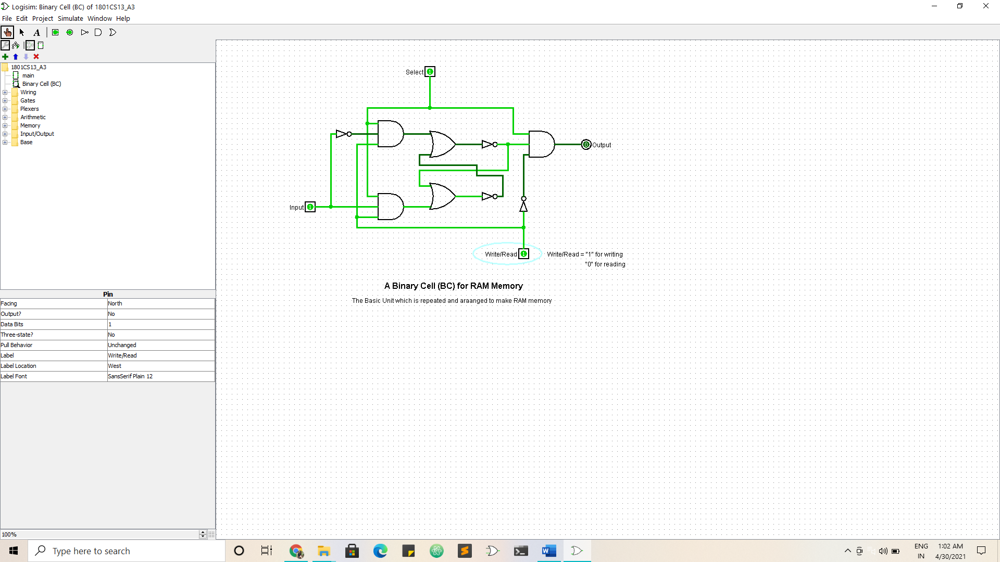 Logisim: Binary Cell (BC) of 1801CS13_A3
File Edit Project Simulate Window Help
A
1801CS13_A3
main
Binary Cell (BC)
Wiring
Gates
Plexers
Arithmetic
Memory
Input/Output
Base
Select 1
Output
0
Input 1
Write/Read 1
Write/Read = "1" for writing
"0" for reading
A Binary Cell (BC) for RAM Memory
The Basic Unit which is repeated and araanged to make RAM memory
Pin
Facing North
Output? No
Data Bits 1
Three-state? No
Pull Behavior Unchanged
Label Write/Read
Label Location West
Label Font SansSerif Plain 12
100%
Type here to search
ENG
IN
1:02 AM
4/30/2021